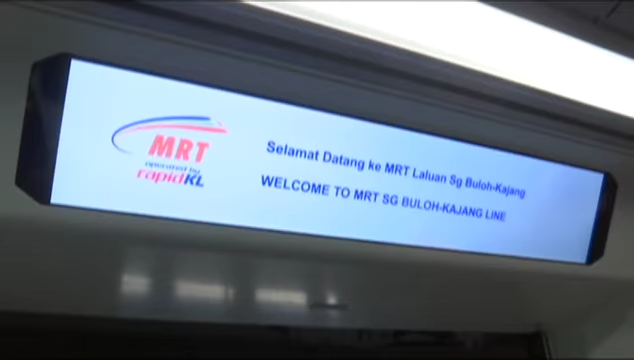 MRT
operated by
rapidKL
Selamat Datang ke MRT Laluan Sg Buloh-Kajang
WELCOME TO MRT SG BULOH-KAJANG LINE